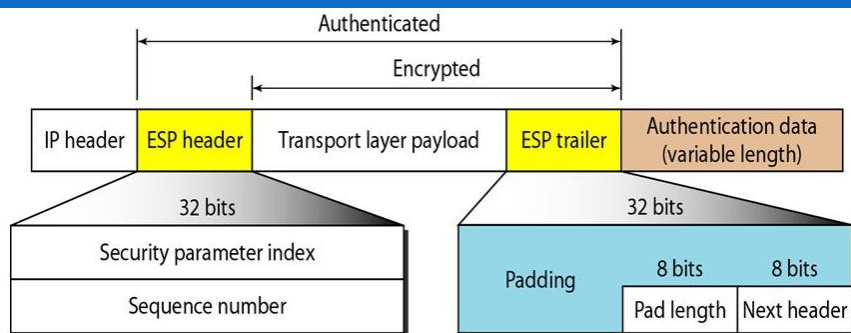 Authenticated
Encrypted
IP header
ESP header
Transport layer payload
ESP trailer
Authentication data
(variable length)
32 bits
32 bits
Security parameter index
Sequence number
Padding
8 bits
8 bits
Pad length
Next header